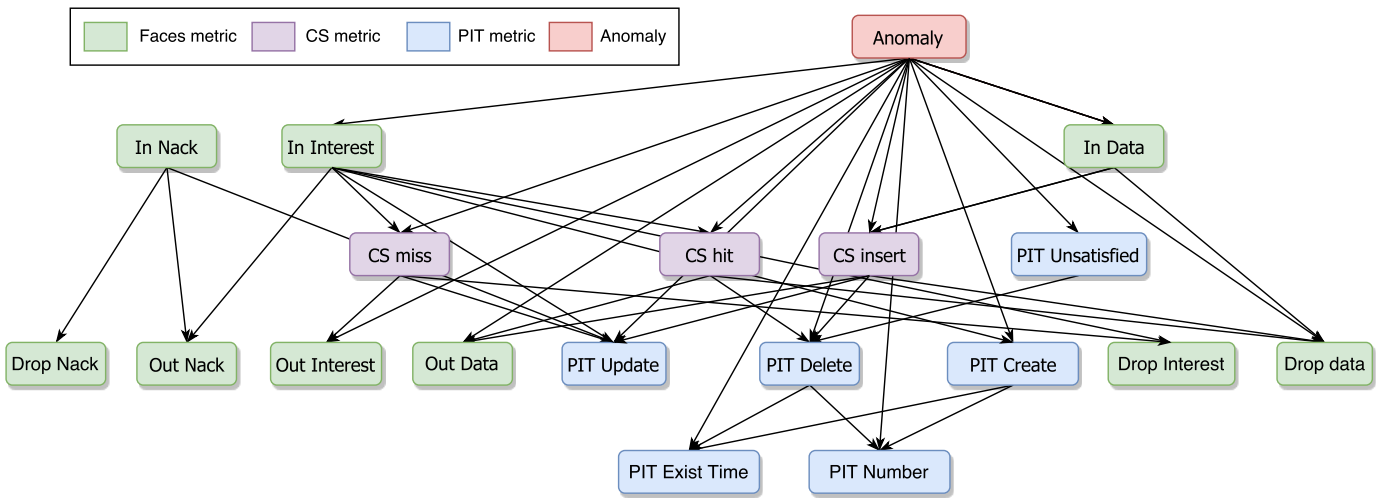 Faces metric CS metric PIT metric Anomaly
Anomaly
In Nack In Interest In Data
CS miss CS hit CS insert PIT Unsatisfied
Drop Nack Out Nack Out Interest Out Data PIT Update PIT Delete PIT Create Drop Interest Drop data
PIT Exist Time PIT Number